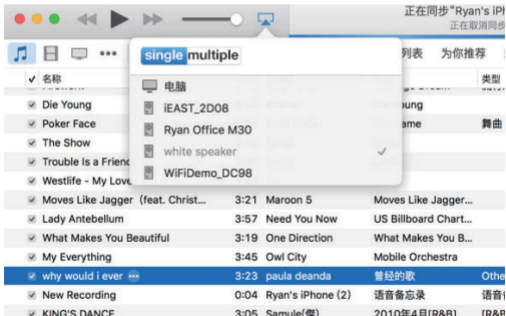 正在同步"Ryan's iPh
正在取消同步
single multiple
列表 为你推荐
✓ 名称 类型
电脑
iEAST_2D08
Ryan Office M30
white speaker ✓
WiFiDemo_DC98
Die Young
Poker Face 舞曲
The Show
Trouble Is a Frienc
Westlife - My Love
Moves Like Jagger (feat. Christ... 3:21 Maroon 5 Moves Like Jagger...
Lady Antebellum 3:57 Need You Now US Billboard Chart...
What Makes You Beautiful 3:19 One Direction What Makes You B...
My Everything 3:45 Owl City Mobile Orchestra
why would i ever 3:23 paula deanda 曾经的歌 Othe
New Recording 0:04 Ryan's iPhone (2) 语音备忘录 语音
KING'S DANCE 3:05 Samule(傑) 2010年4月[R&B] [R&B